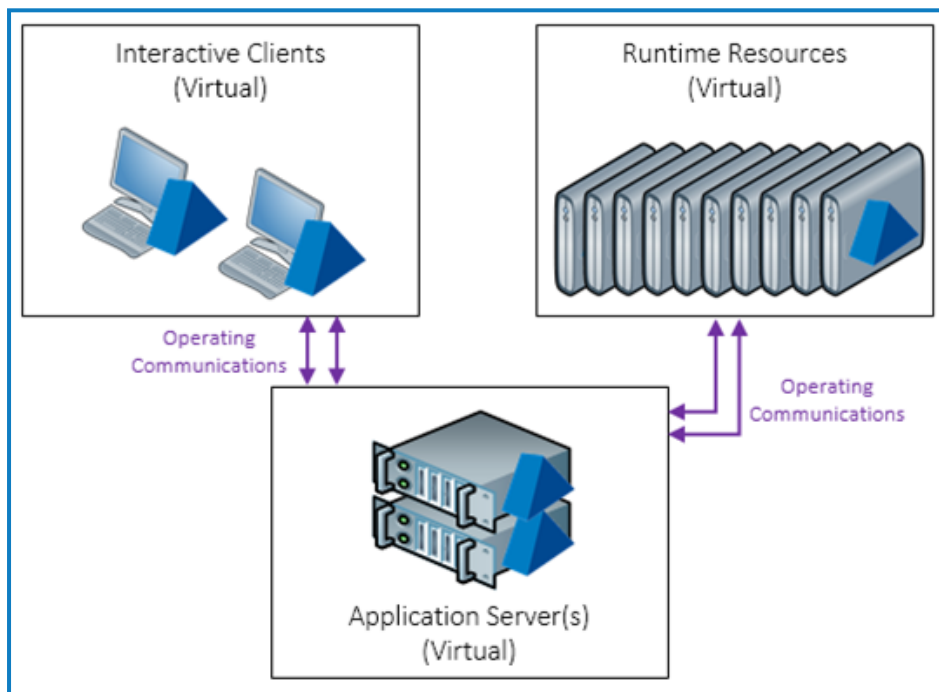 Interactive Clients
(Virtual)
Runtime Resources
(Virtual)
Operating
Communications
Operating
Communications
Application Server(s)
(Virtual)